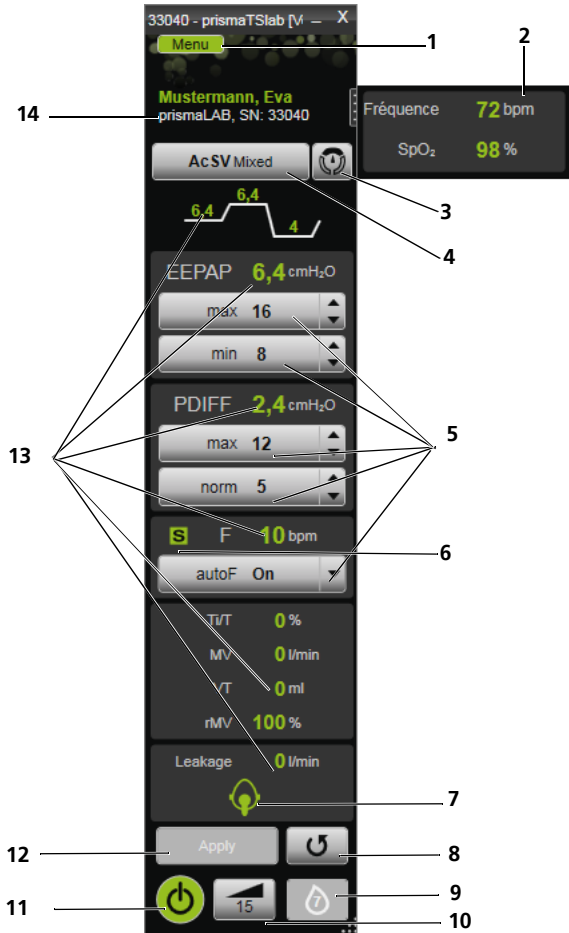 33040 - prismaTSlab [V – X
Menu
1
2
Mustermann, Eva
14
prismaLAB, SN: 33040
Fréquence 72 bpm
SpO₂ 98 %
AcSV Mixed
3
4
6,4 6,4 4
EEPAP 6,4 cmH₂O
max 16
min 8
PDIFF 2,4 cmH₂O
13
max 12
5
norm 5
S F 10 bpm
6
autoF On
Ti/T 0 %
MV 0 l/min
VT 0 ml
rMV 100 %
Leakage 0 l/min
7
12
Apply
8
11
15
7
9
10